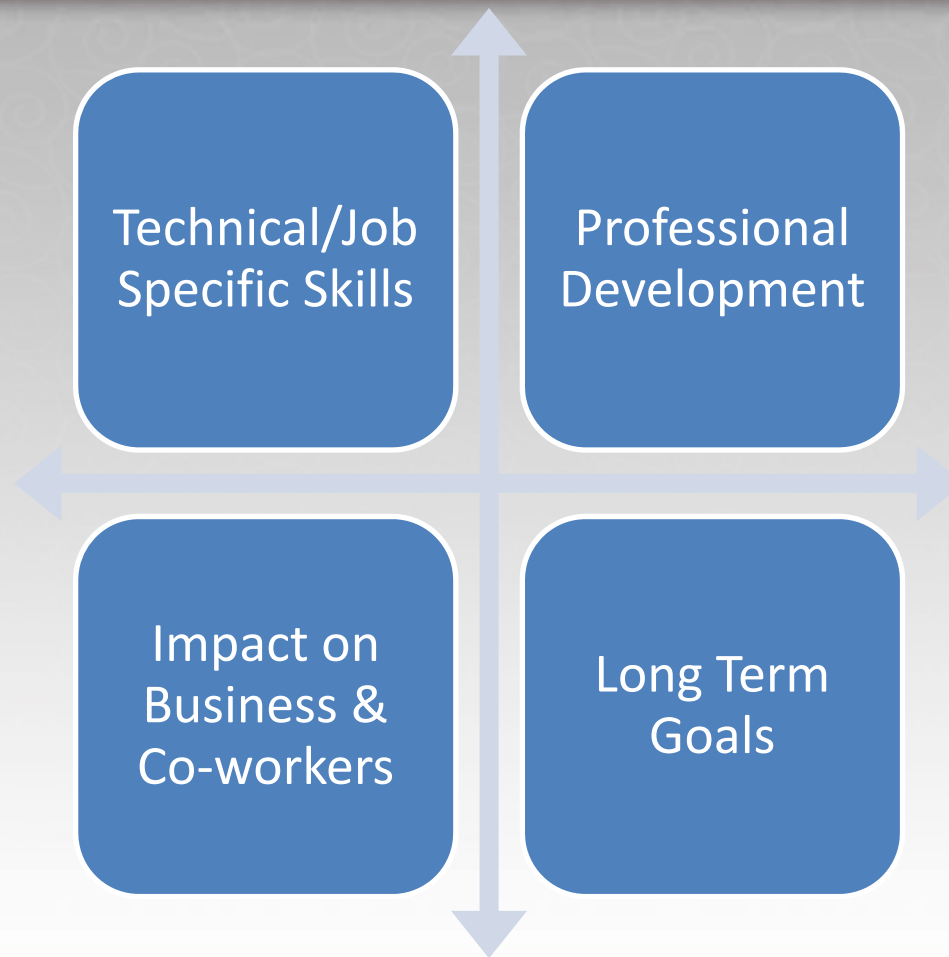 Technical/Job
Specific Skills
Professional
Development
Impact on
Business &
Co-workers
Long Term
Goals